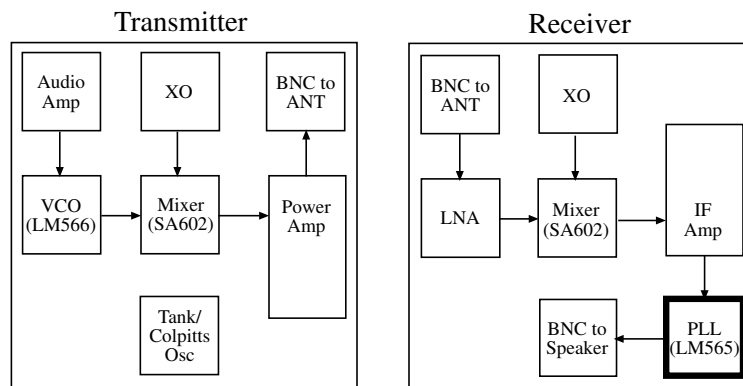 Transmitter
Audio
Amp
XO
BNC to
ANT
VCO
(LM566)
Mixer
(SA602)
Power
Amp
Tank/
Colpitts
Osc
Receiver
BNC to
ANT
XO
LNA
Mixer
(SA602)
IF
Amp
BNC to
Speaker
PLL
(LM565)